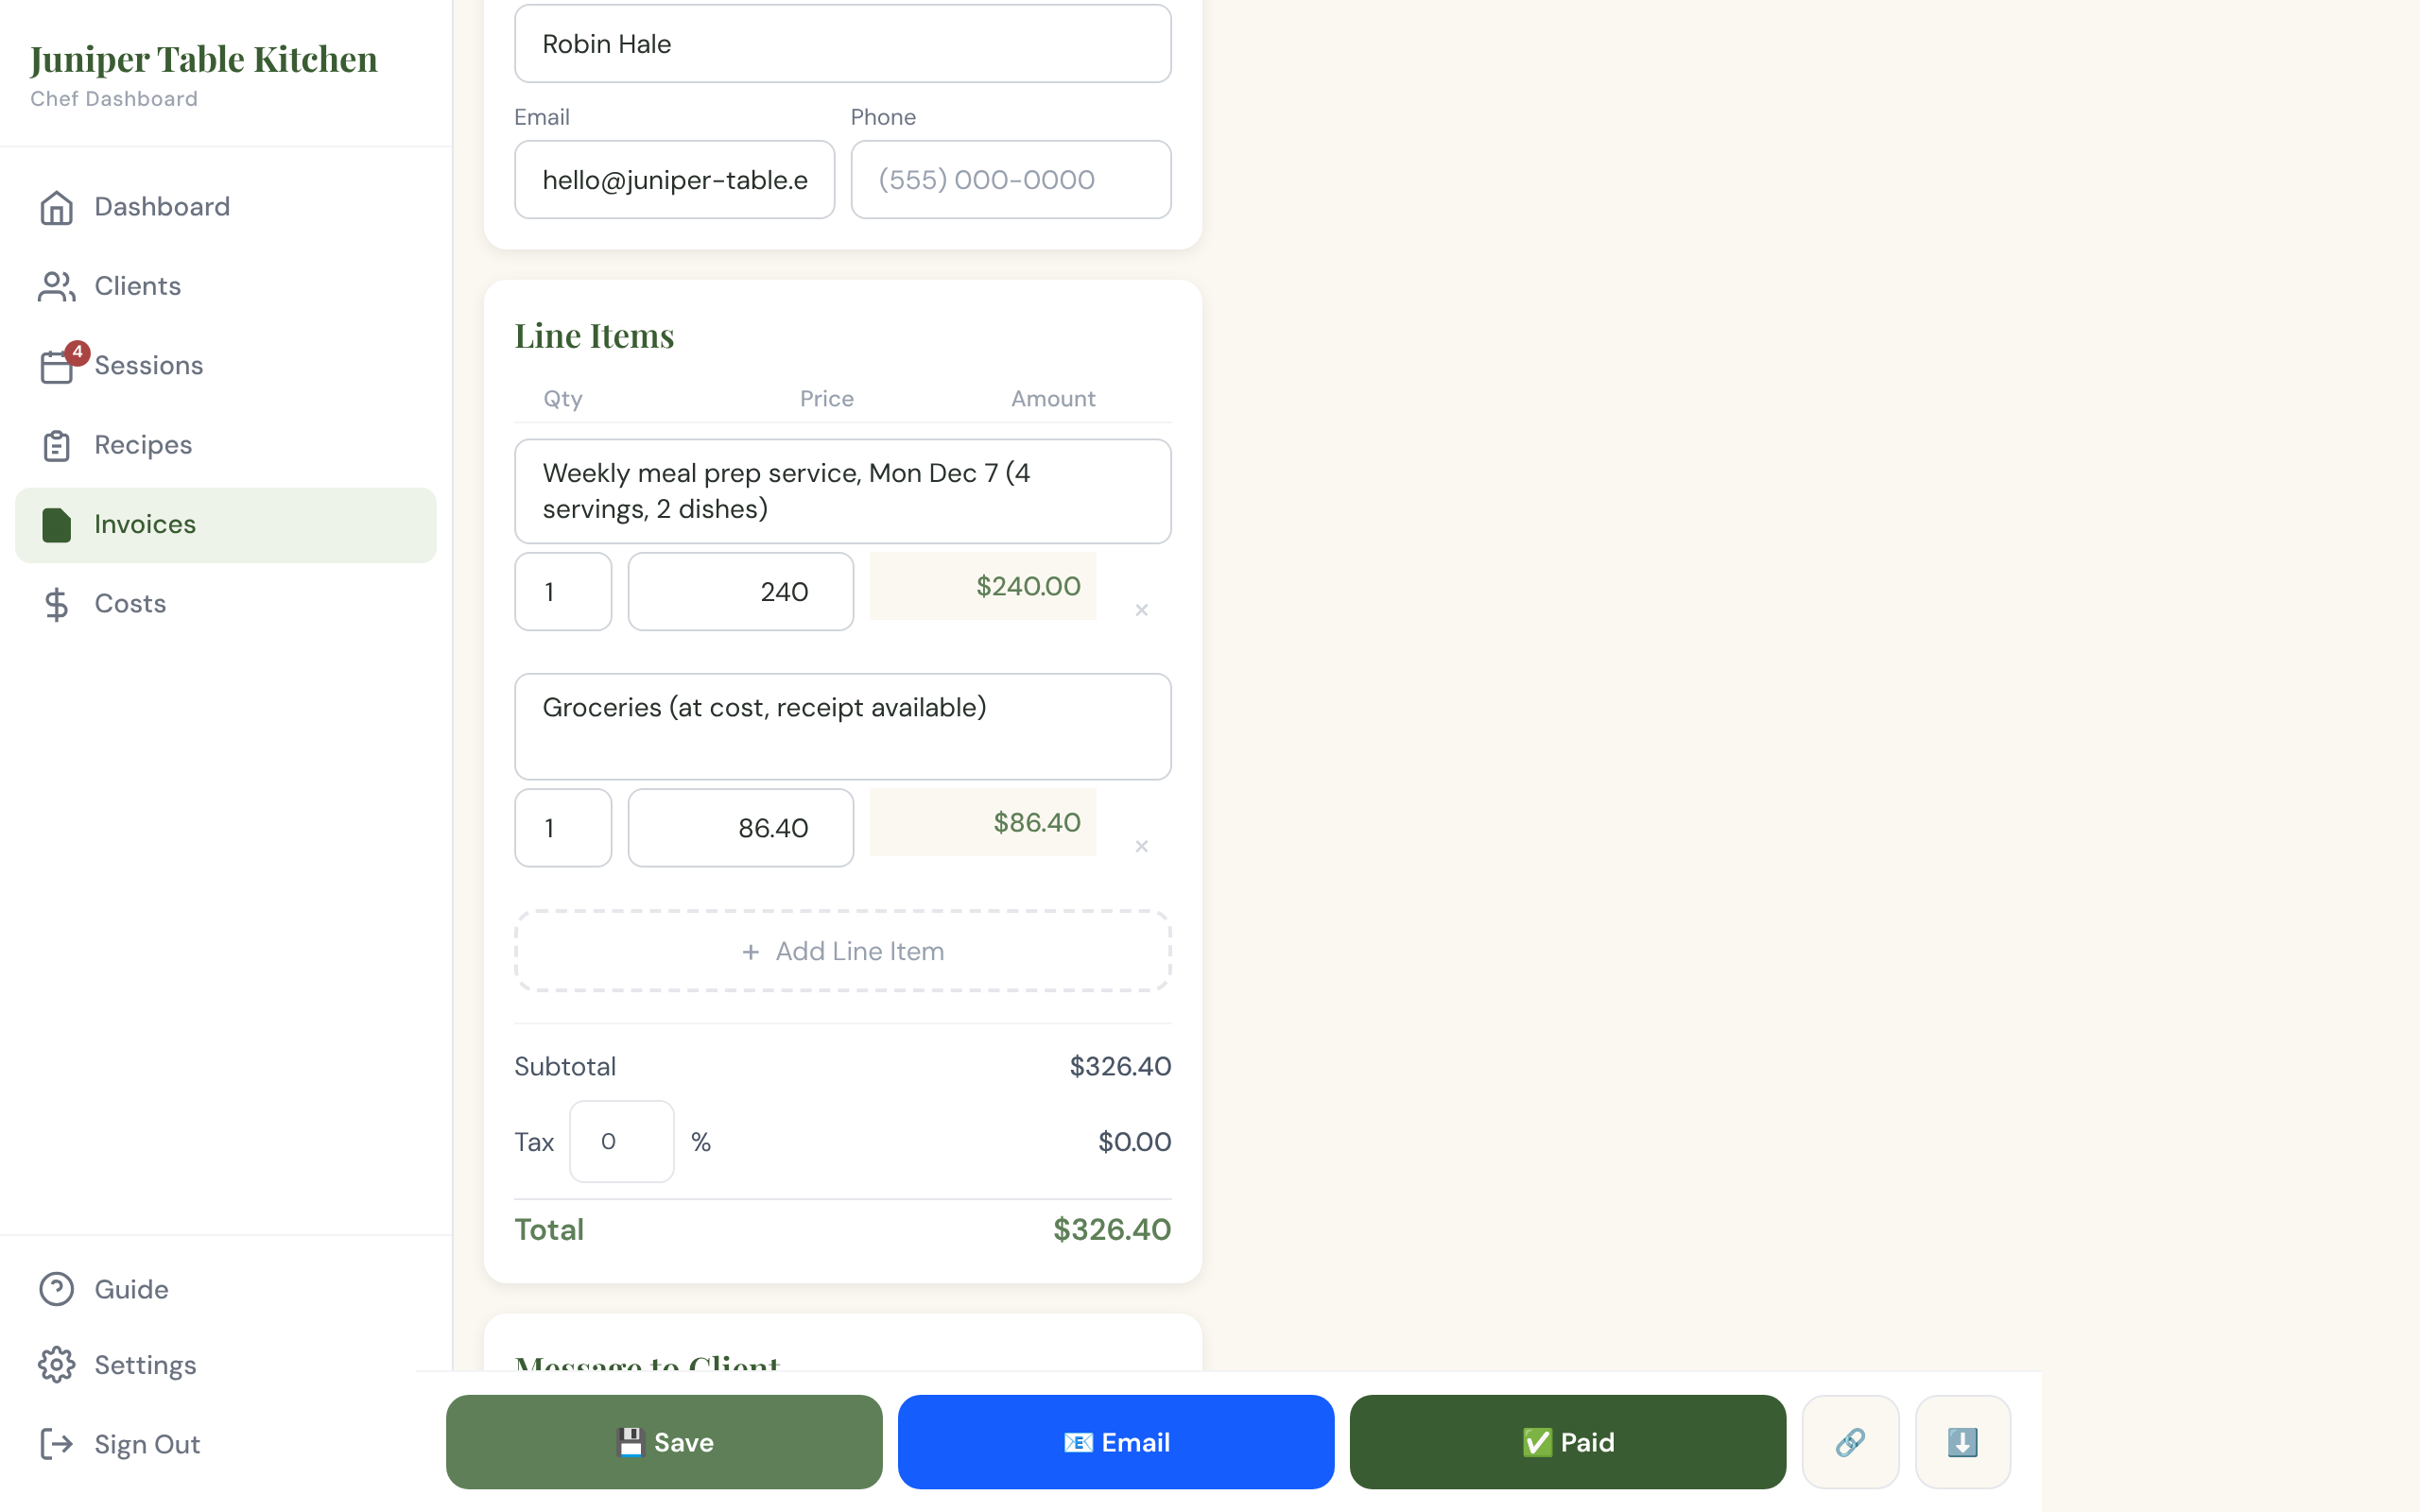 Juniper Table Kitchen
Chef Dashboard
Dashboard
Clients
4
Sessions
Recipes
Invoices
Costs
Guide
Settings
Sign Out
Robin Hale
Email
Phone
hello@juniper-table.e
(555) 000-0000
Line Items
Qty Price Amount
Weekly meal prep service, Mon Dec 7 (4
servings, 2 dishes)
1 240 $240.00 ×
Groceries (at cost, receipt available)
1 86.40 $86.40 ×
+ Add Line Item
Subtotal $326.40
Tax 0 % $0.00
Total $326.40
Message to Client
Save
Email
Paid